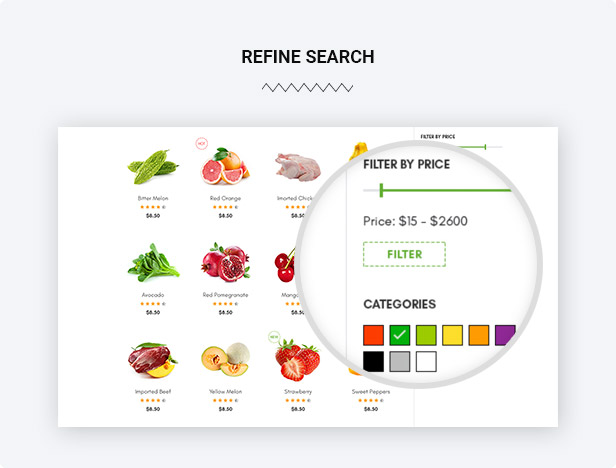 REFINE SEARCH
HOT
FILTER BY PRICE
FILTER BY PRICE
Bitter Melon
Red Orange
Imorted Chick
$8.50
$8.50
$8.50
Price: $15 - $2600
FILTER
Avocado
Red Pomegranate
$8.50
$8.50
$8.50
CATEGORIES
NEW
Imported Beef
Yellow Melon
Strawberry
Sweet Peppers
$8.50
$8.50
$8.50
$8.50